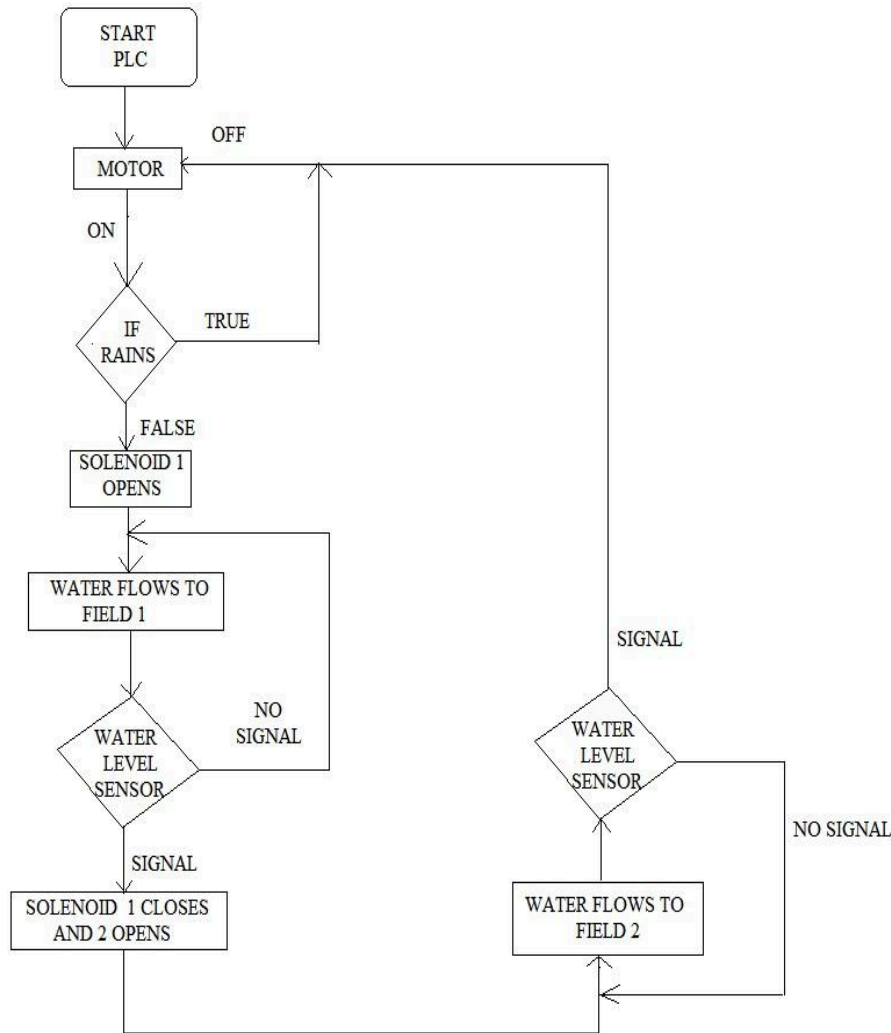 START
PLC
OFF
MOTOR
ON
IF
RAINS
TRUE
FALSE
SOLENOID 1
OPENS
WATER FLOWS TO
FIELD 1
NO
SIGNAL
WATER
LEVEL
SENSOR
SIGNAL
SOLENOID 1 CLOSES
AND 2 OPENS
SIGNAL
WATER
LEVEL
SENSOR
NO SIGNAL
WATER FLOWS TO
FIELD 2